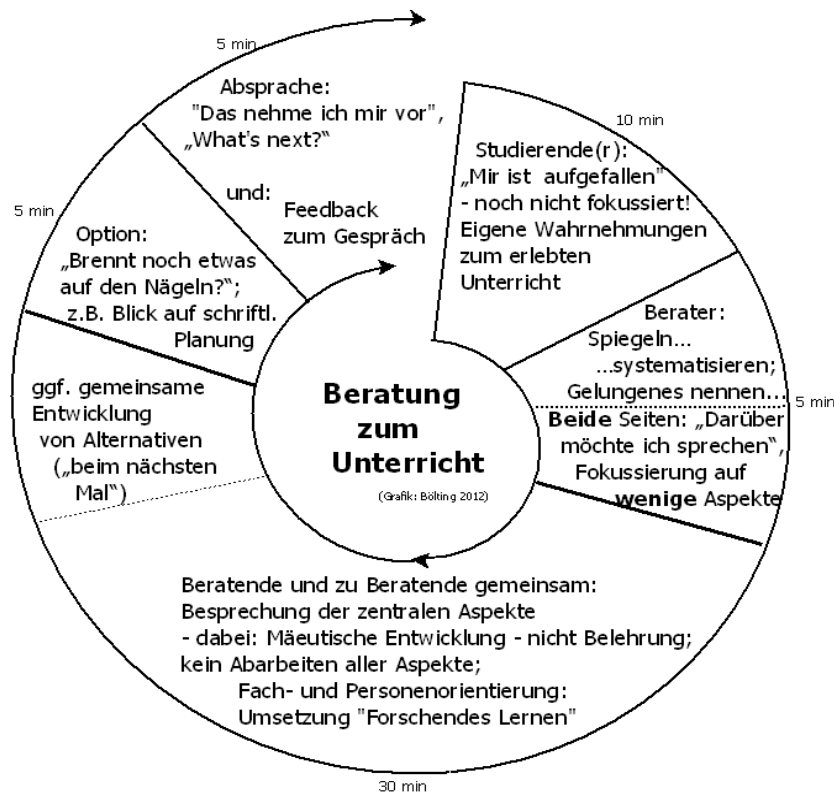 10 min
Studierende(r):
„Mir ist aufgefallen"
- noch nicht fokussiert!
Eigene Wahrnehmungen
zum erlebten
Unterricht
Berater:
Spiegeln...
...systematisieren;
Gelungenes nennen...
5 min
Beide Seiten: „Darüber
möchte ich sprechen“,
Fokussierung auf
wenige Aspekte
Beratende und zu Beratende gemeinsam:
Besprechung der zentralen Aspekte
- dabei: Mäeutische Entwicklung - nicht Belehrung;
kein Abarbeiten aller Aspekte;
Fach- und Personenorientierung:
Umsetzung "Forschendes Lernen"
30 min
ggf. gemeinsame
Entwicklung
von Alternativen
(„beim nächsten
Mal“)
5 min
Option:
„Brennt noch etwas
auf den Nägeln?“;
z.B. Blick auf schriftl.
Planung
5 min
Absprache:
"Das nehme ich mir vor",
„What's next?“
und:
Feedback
zum Gespräch
Beratung
zum
Unterricht
(Grafik: Bölting 2012)